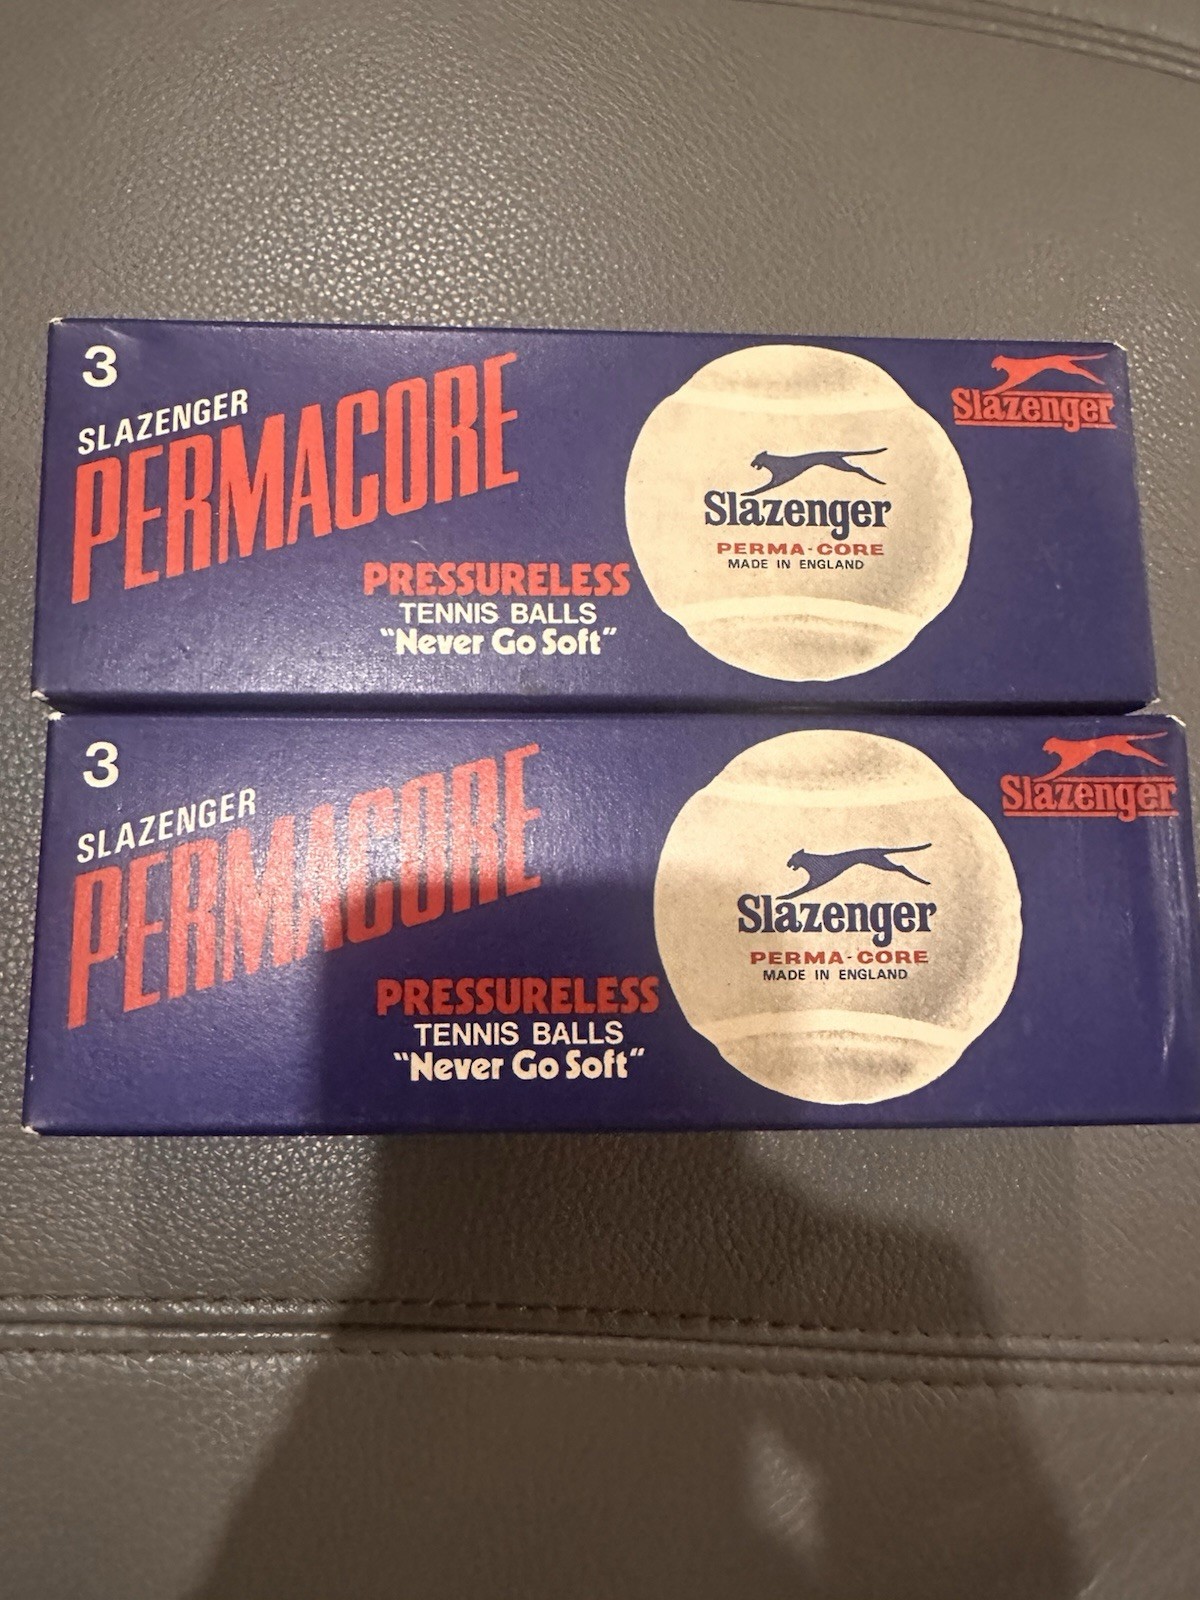 3
SLAZENGER
PERMACORE
PRESSURELESS
TENNIS BALLS
“Never Go Soft”
Slazenger
PERMA-CORE
MADE IN ENGLAND
Slazenger
3
SLAZENGER
PERMACORE
PRESSURELESS
TENNIS BALLS
“Never Go Soft”
Slazenger
PERMA-CORE
MADE IN ENGLAND
Slazenger